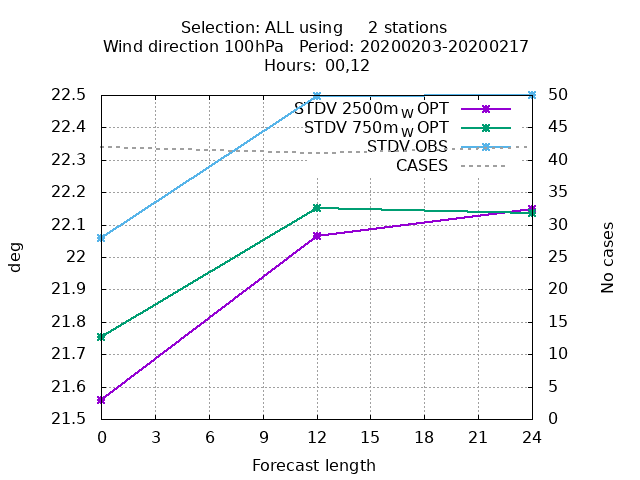 Selection: ALL using     2 stations
Wind direction 100hPa   Period: 20200203-20200217
Hours: 00,12
22.5
22.4
22.3
22.2
22.1
22
21.9
21.8
21.7
21.6
21.5
50
45
40
35
30
25
20
15
10
5
0
STDV 2500m_W OPT
STDV 750m_W OPT
STDV OBS
CASES
deg
No cases
0 3 6 9 12 15 18 21 24
Forecast length